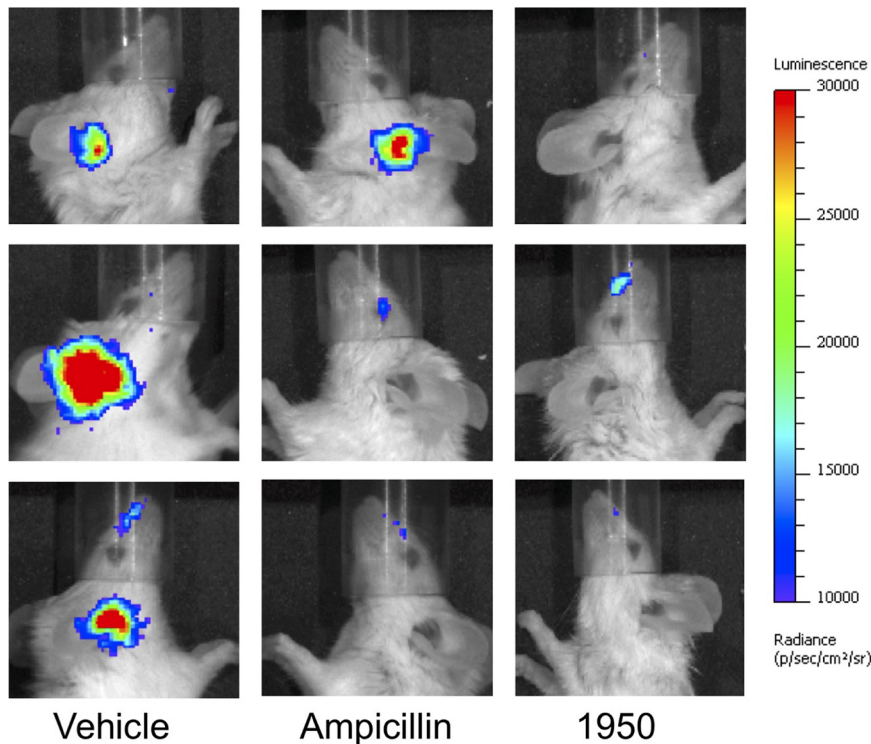 Luminescence
30000
25000
20000
15000
10000
Radiance
(p/sec/cm²/sr)
Vehicle
Ampicillin
1950